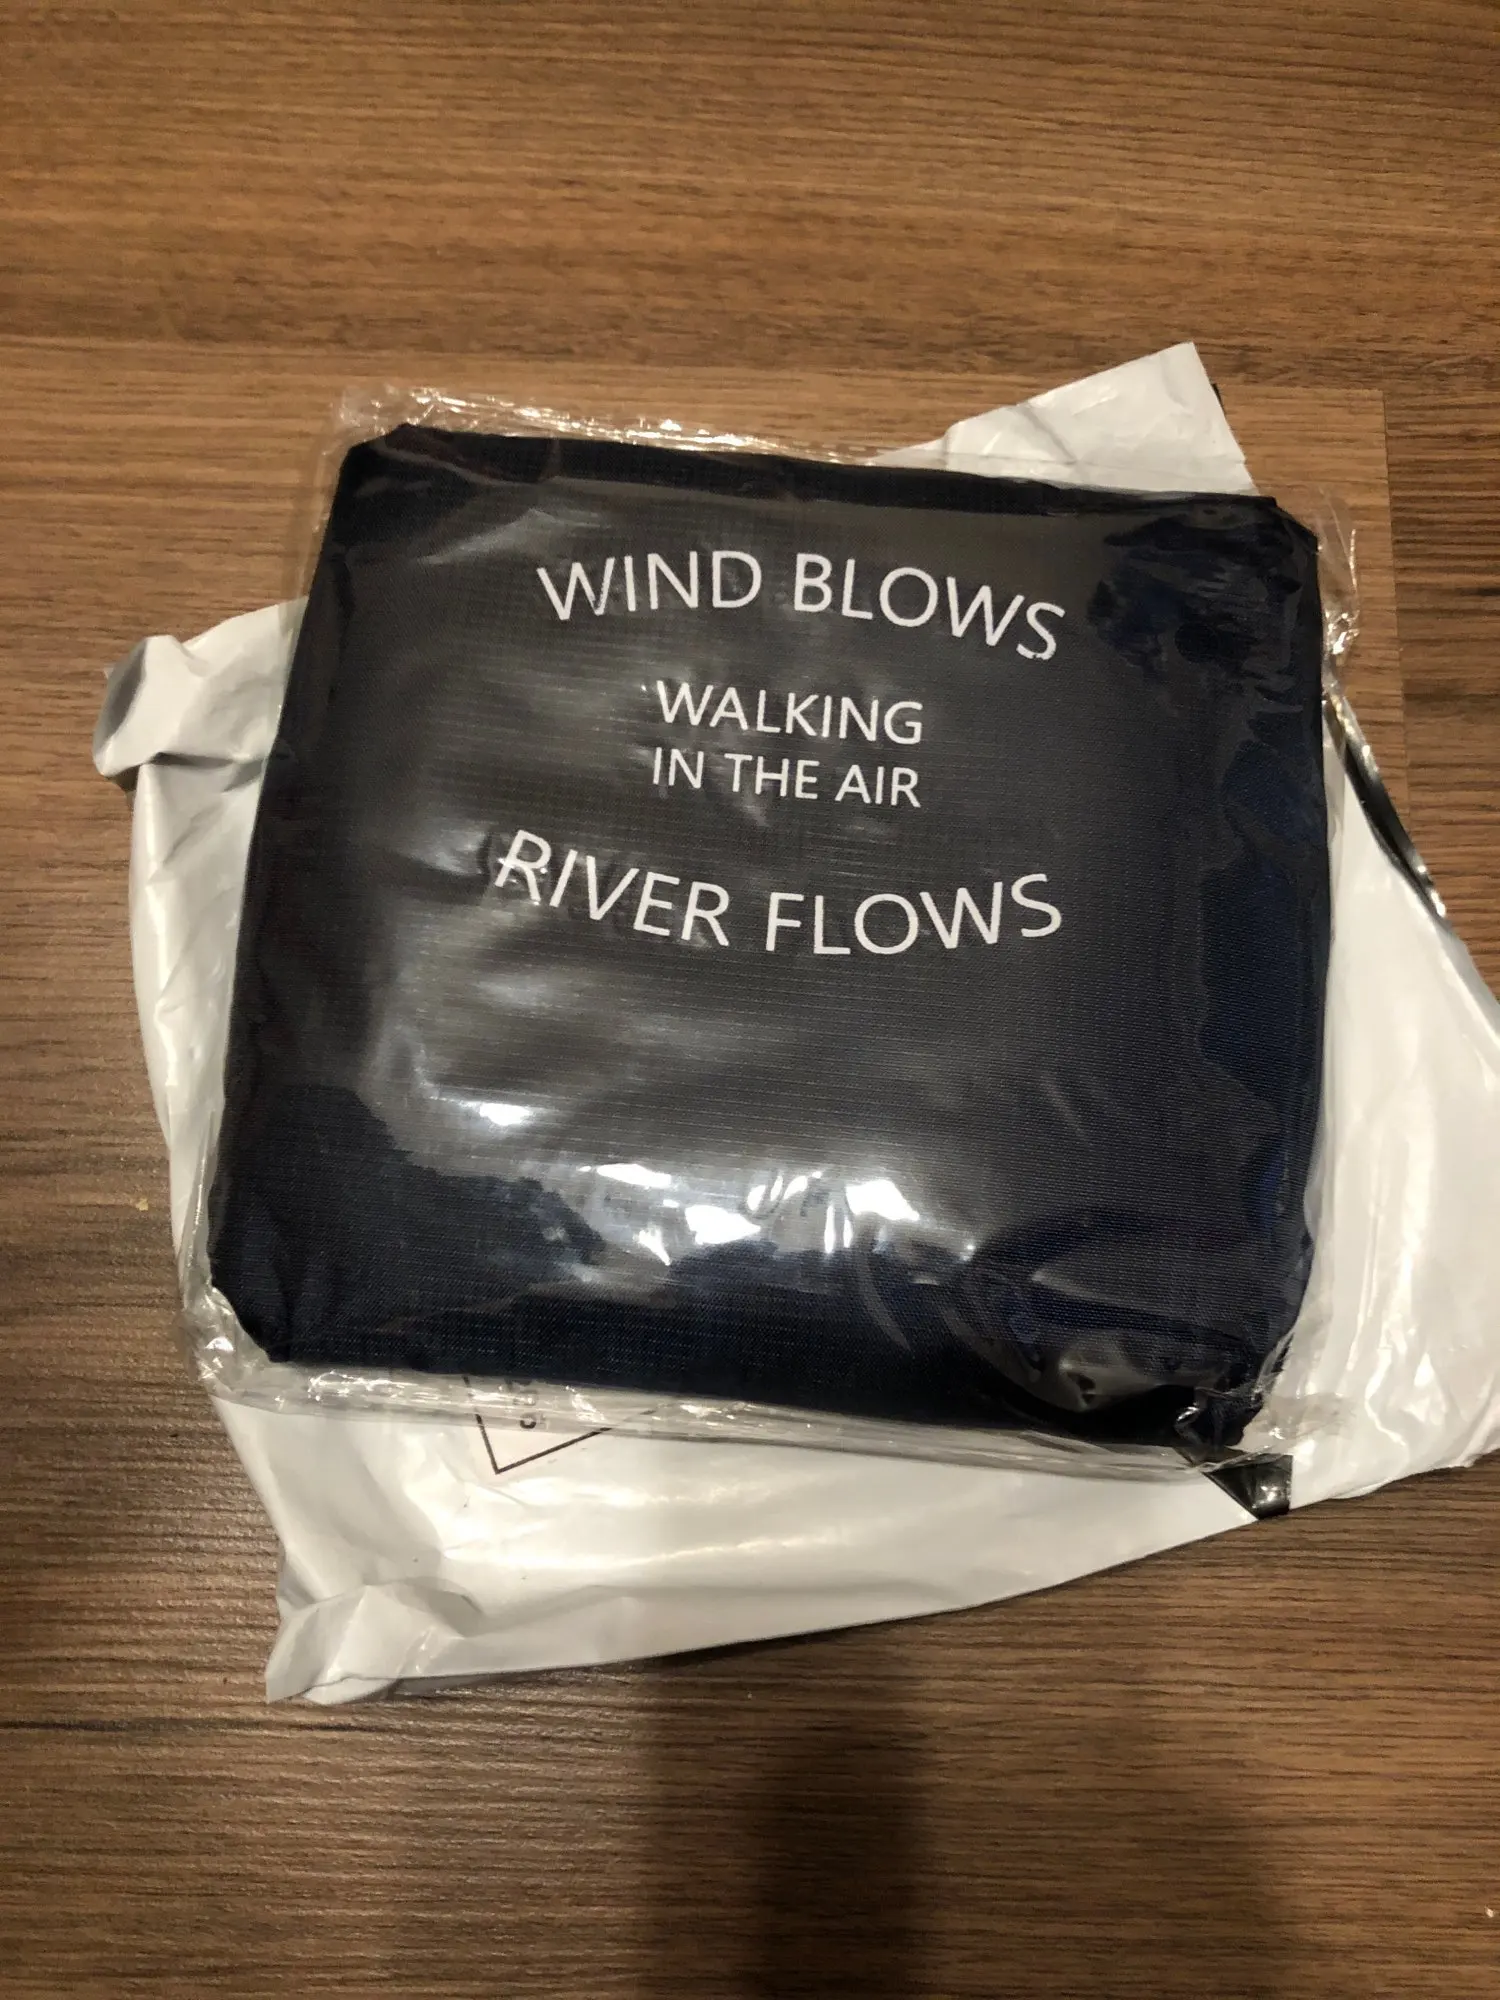 WIND BLOWS
WALKING
IN THE AIR
RIVER FLOWS